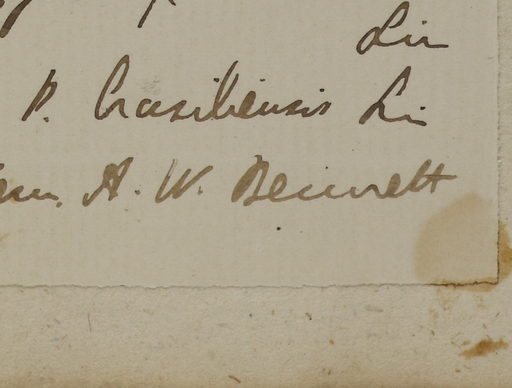 Lin
P. brasiliensis Lin
A. W. Bennett